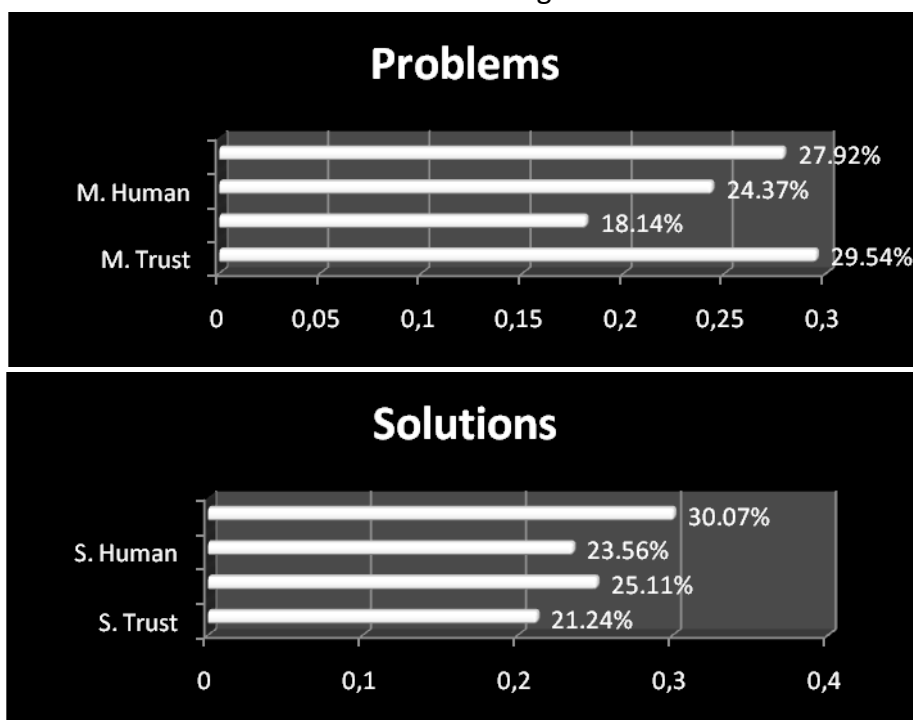 Problems
27.92%
M. Human
24.37%
18.14%
M. Trust
29.54%
0 0,05 0,1 0,15 0,2 0,25 0,3
Solutions
30.07%
S. Human
23.56%
25.11%
S. Trust
21.24%
0 0,1 0,2 0,3 0,4